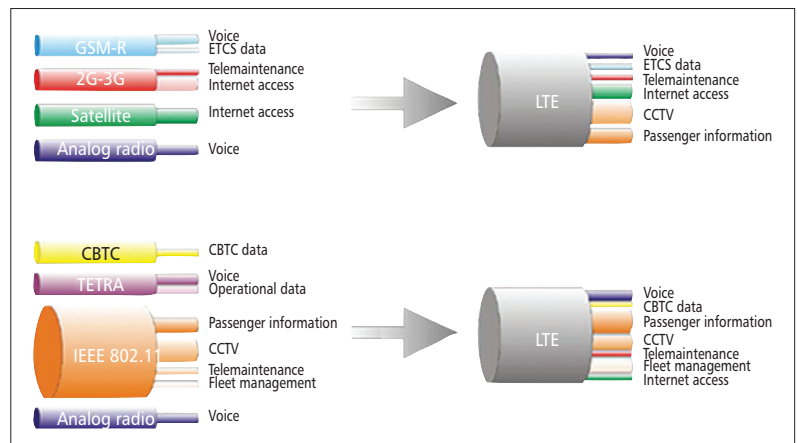 GSM-R
Voice
ETCS data
2G-3G
Telemaintenance
Internet access
Satellite
Internet access
Analog radio
Voice
LTE
Voice
ETCS data
Telemaintenance
Internet access
CCTV
Passenger information
CBTC
CBTC data
TETRA
Voice
Operational data
IEEE 802.11
Passenger information
CCTV
Telemaintenance
Fleet management
Analog radio
Voice
LTE
Voice
CBTC data
Passenger information
CCTV
Telemaintenance
Fleet management
Internet access